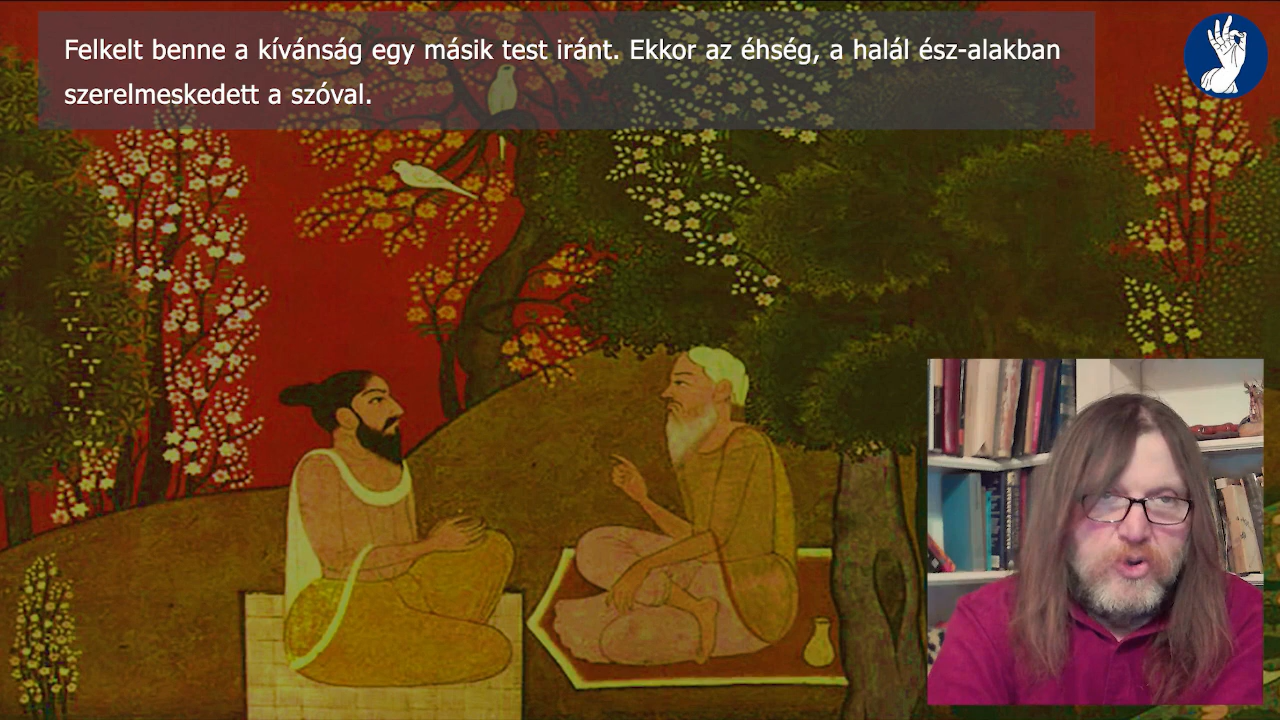 Felkelt benne a kívánság egy másik test iránt. Ekkor az éhség, a halál ész-alakban
szerelmeskedett a szóval.